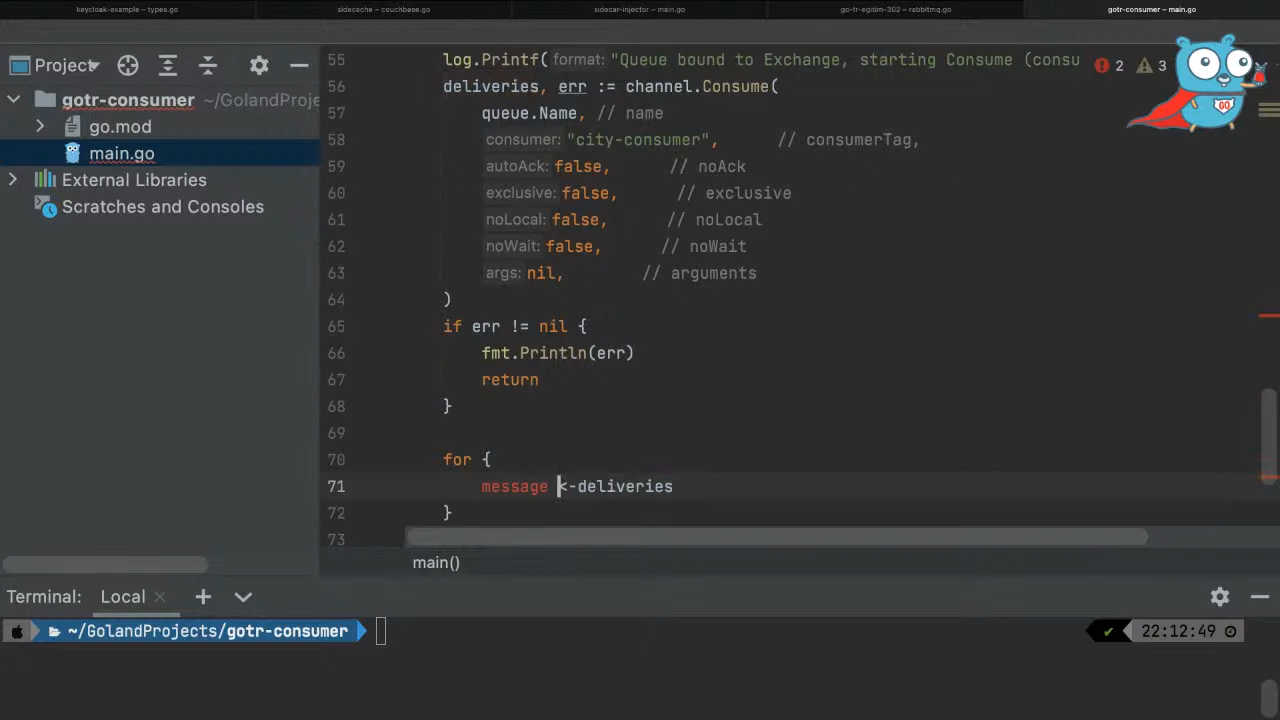 keycloak-example – types.go
sidecache – couchbase.go
sidecar-injector – main.go
go-tr-egitim-302 – rabbitmq.go
gotr-consumer – main.go
Project
gotr-consumer ~/GolandProje
go.mod
main.go
External Libraries
Scratches and Consoles
55 log.Printf( format: "Queue bound to Exchange, starting Consume (consu
56 deliveries, err := channel.Consume(
57 queue.Name, // name
58 consumer: "city-consumer", // consumerTag,
59 autoAck: false, // noAck
60 exclusive: false, // exclusive
61 noLocal: false, // noLocal
62 noWait: false, // noWait
63 args: nil, // arguments
64 )
65 if err != nil {
66 fmt.Println(err)
67 return
68 }
69
70 for {
71 message <-deliveries
72 }
73
2 3
GO
main()
Terminal: Local
~/GolandProjects/gotr-consumer
22:12:49